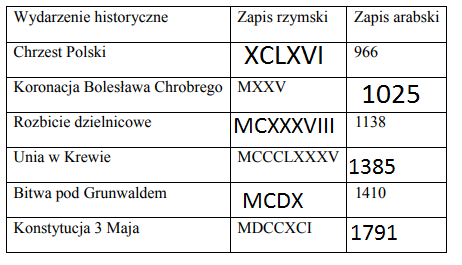 Wydarzenie historyczne Zapis rzymski Zapis arabski
Chrzest Polski XCLXVI 966
Koronacja Bolesława Chrobrego MXXV 1025
Rozbicie dzielnicowe MCXXXVIII 1138
Unia w Krewie MCCCLXXXV 1385
Bitwa pod Grunwaldem MCDX 1410
Konstytucja 3 Maja MDCCXCI 1791